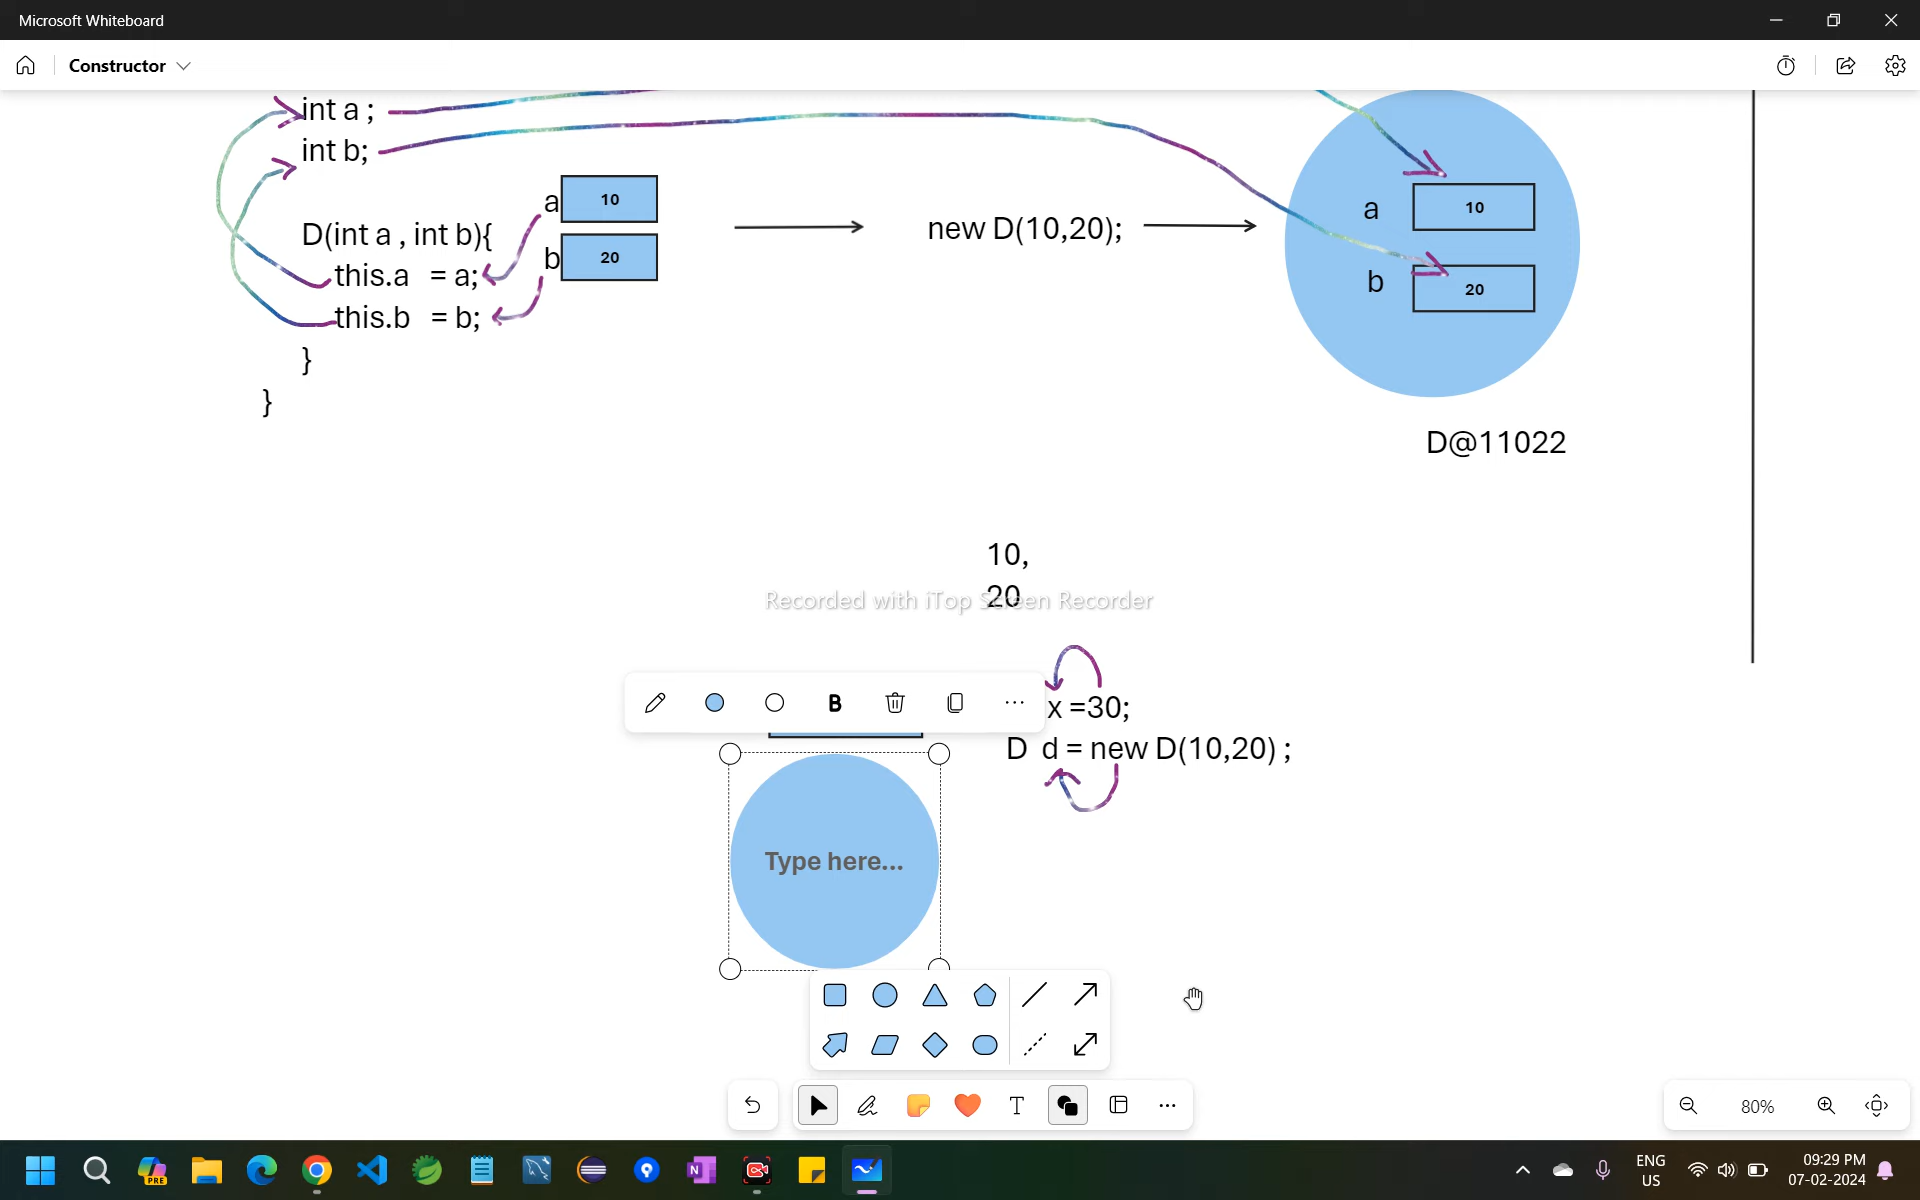 Microsoft Whiteboard
Constructor
int a ;
int b;
D(int a , int b){
this.a = a;
this.b = b;
}
}
a 10
b 20
new D(10,20);
a 10
b 20
D@11022
10,
20
Recorded with iTop Screen Recorder
B
x =30;
D d = new D(10,20) ;
Type here...
T
80%
PRE
N
ENG
US
09:29 PM
07-02-2024